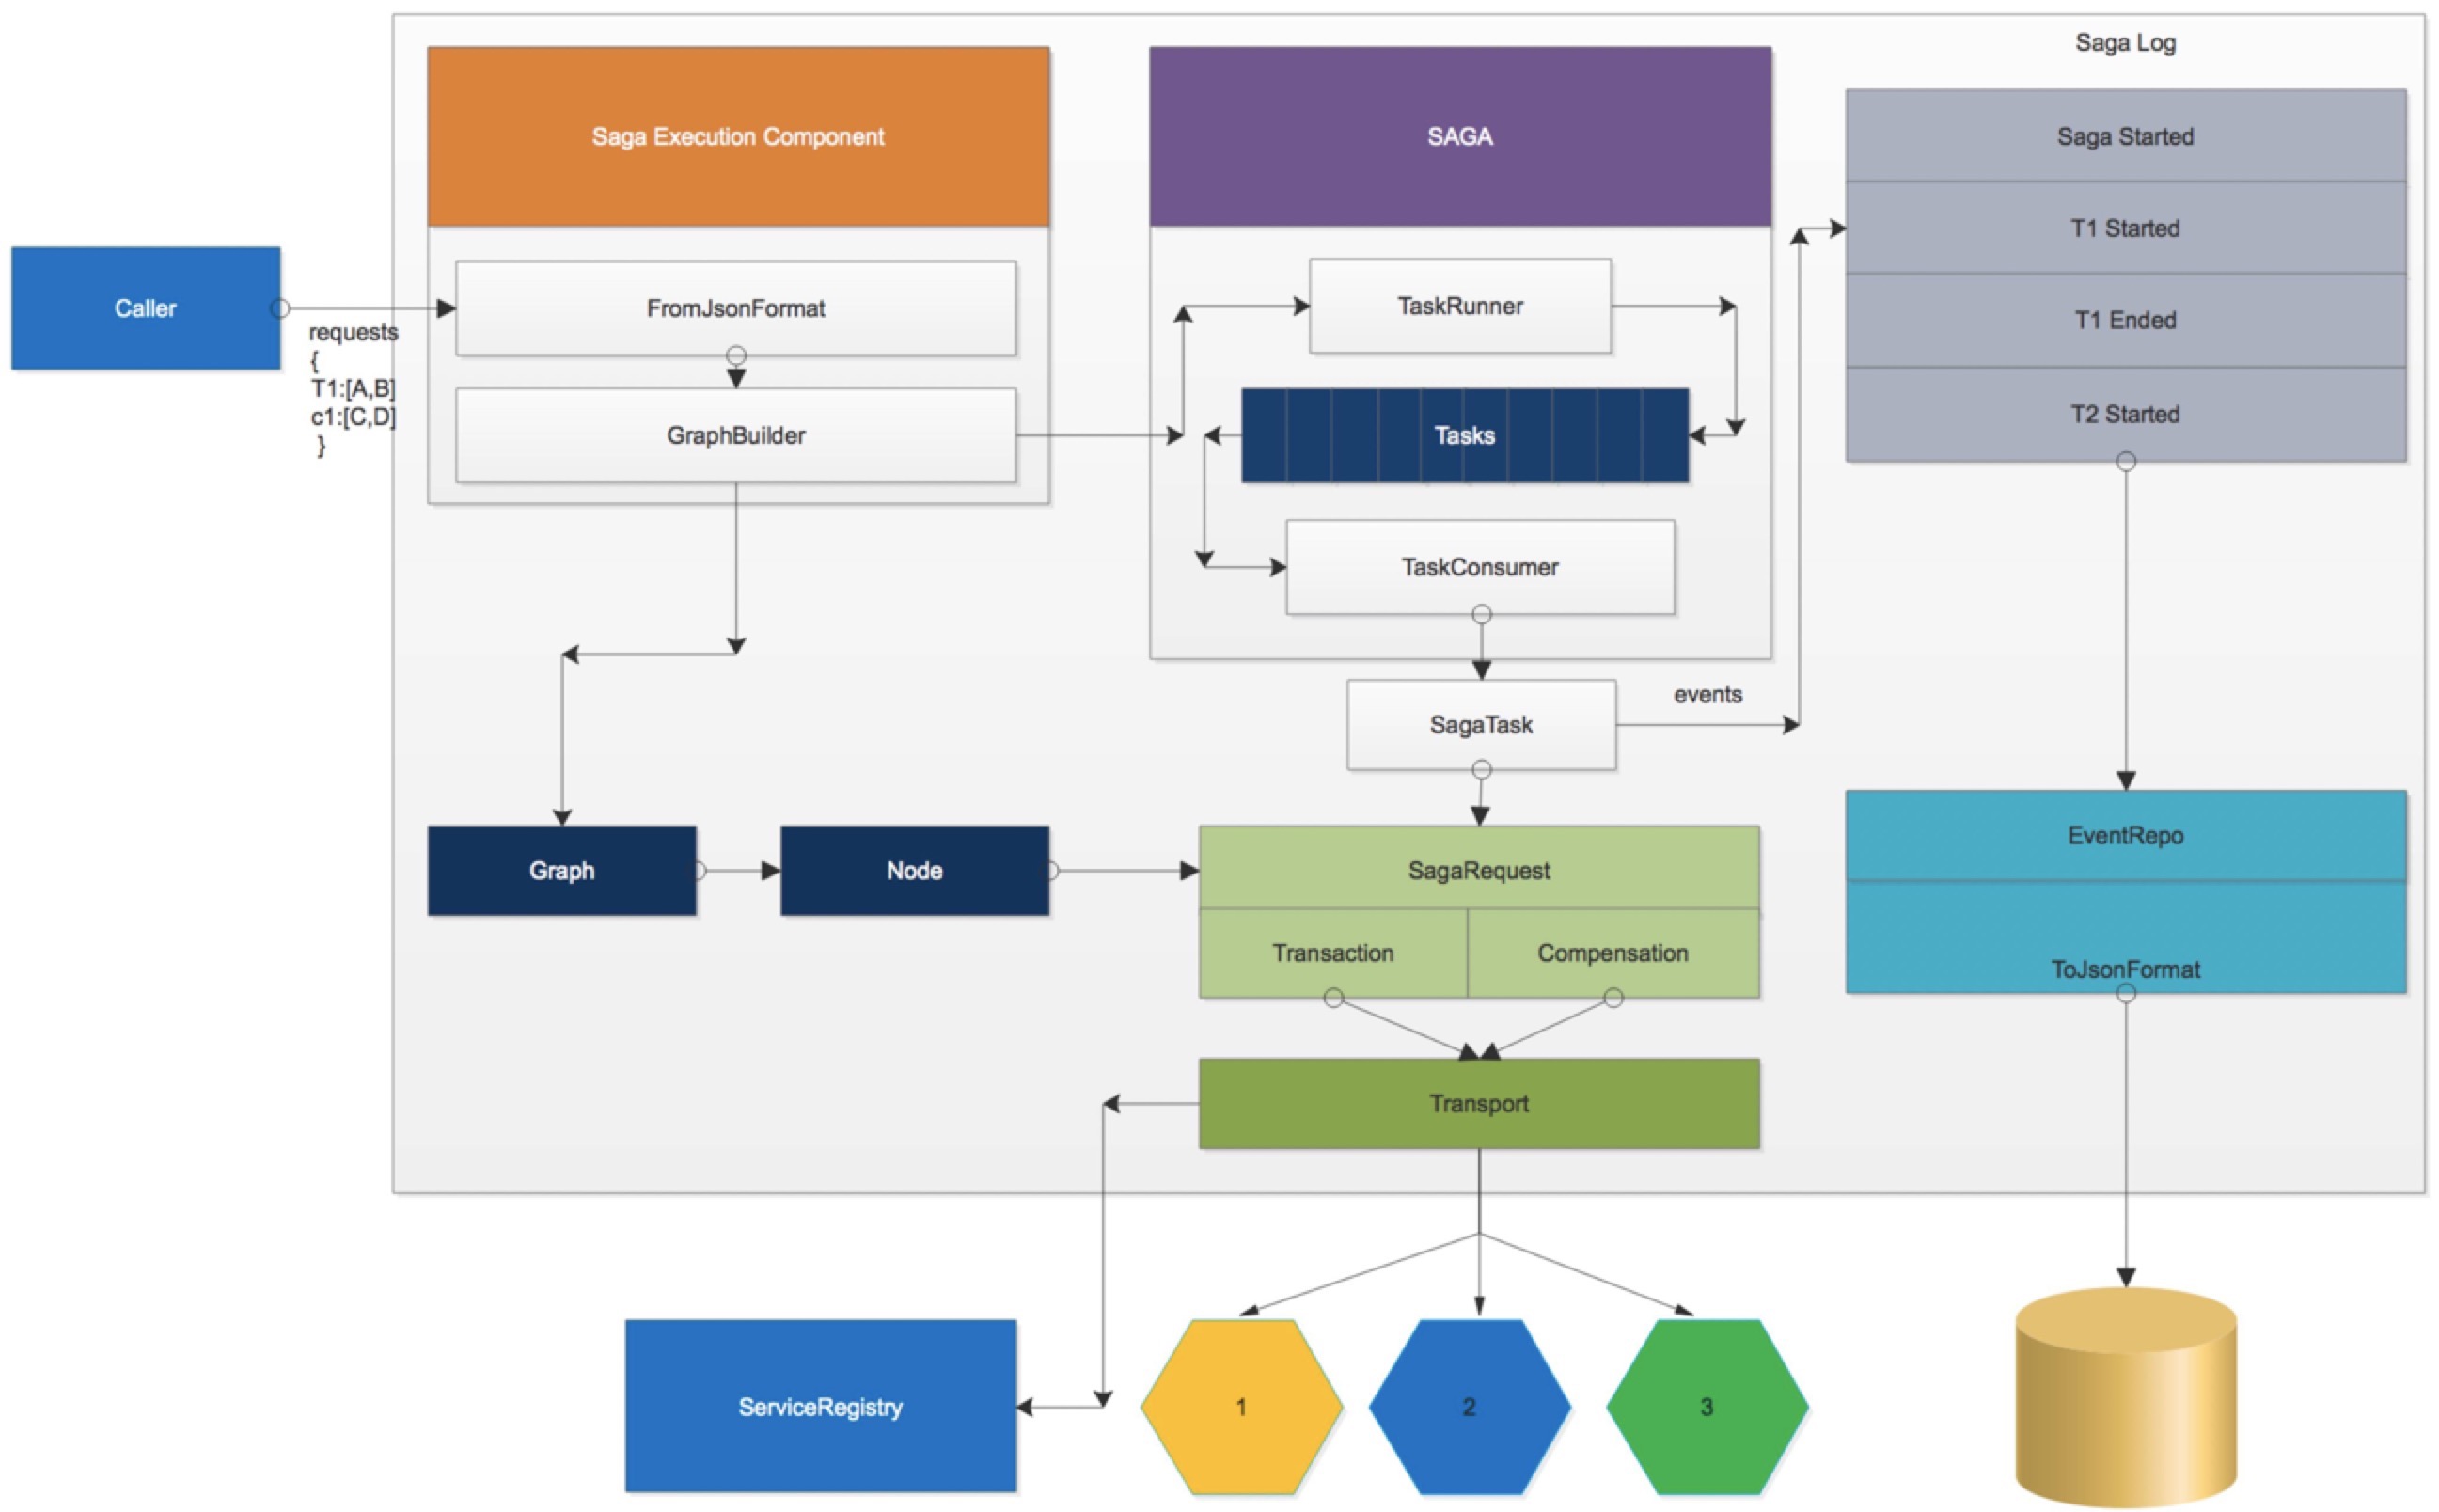 Saga Log
Saga Execution Component
SAGA
Saga Started
T1 Started
T1 Ended
T2 Started
Caller
requests
{
T1:[A,B]
c1:[C,D]
}
FromJsonFormat
GraphBuilder
TaskRunner
Tasks
TaskConsumer
SagaTask
events
Graph
Node
SagaRequest
Transaction
Compensation
EventRepo
ToJsonFormat
Transport
ServiceRegistry
1
2
3